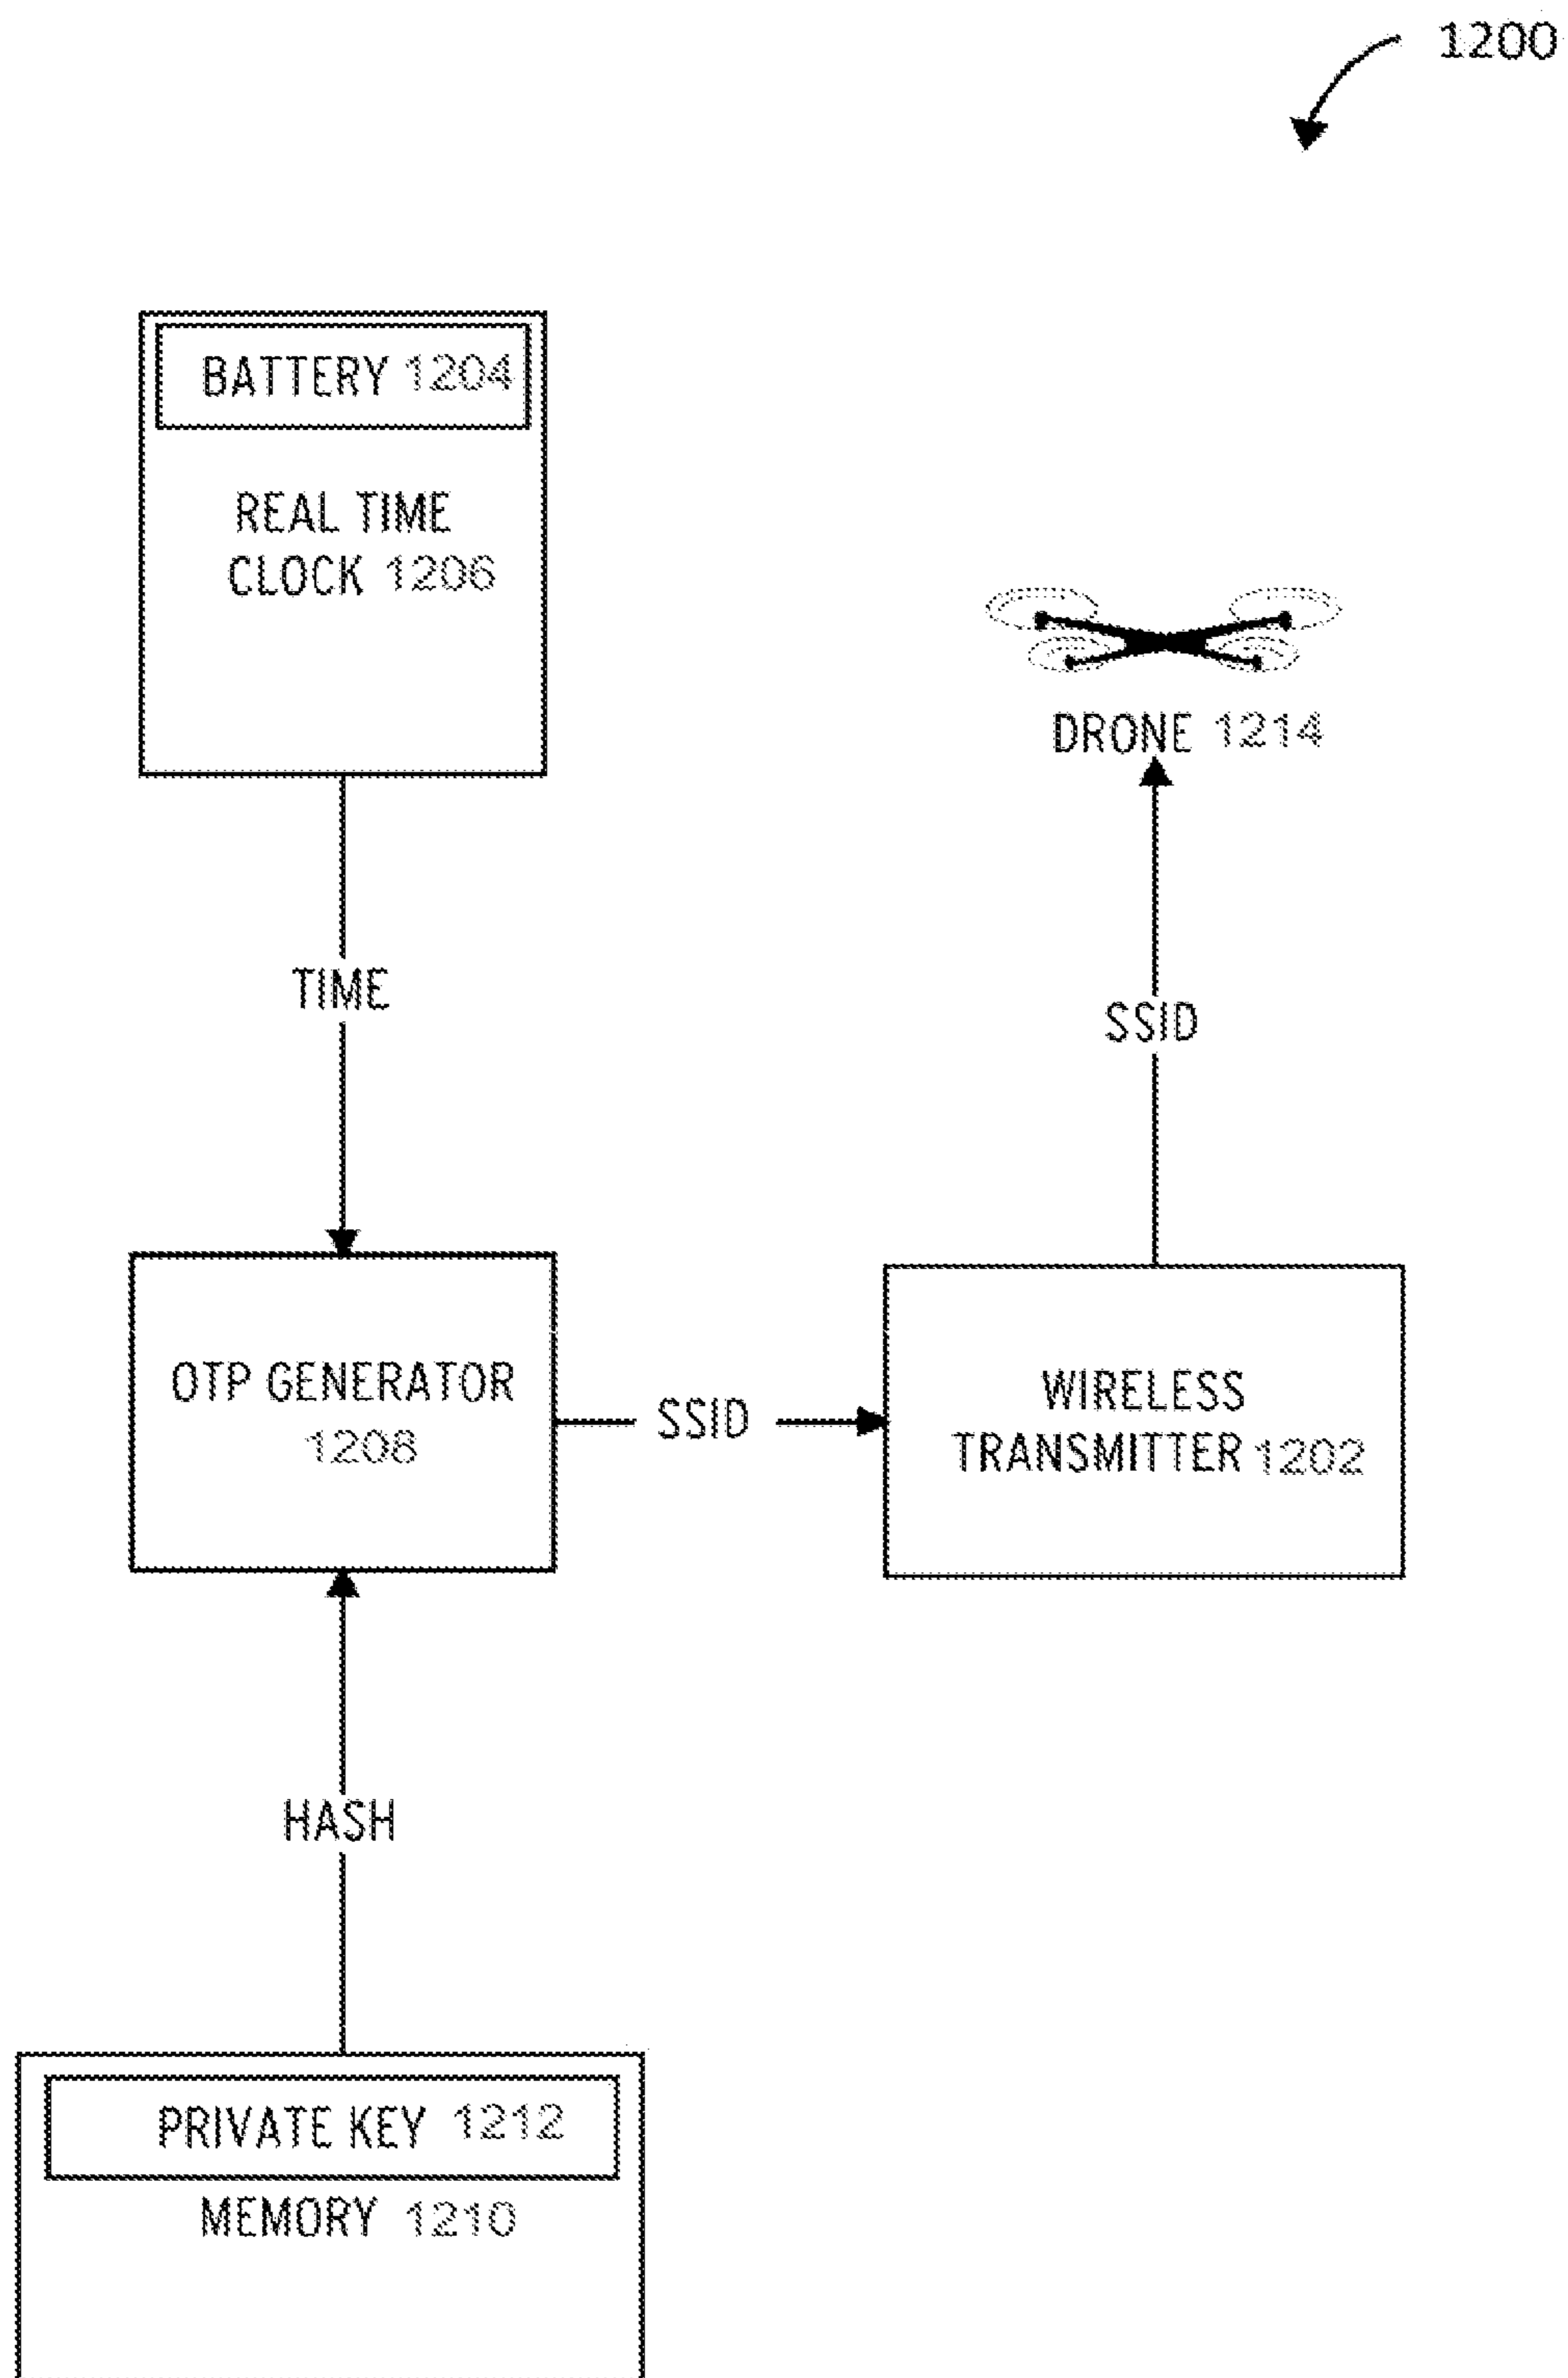 1200
BATTERY 1204
REAL TIME
CLOCK 1206
DRONE 1214
TIME
SSID
OTP GENERATOR
1208
SSID
WIRELESS
TRANSMITTER 1202
HASH
PRIVATE KEY 1212
MEMORY 1210